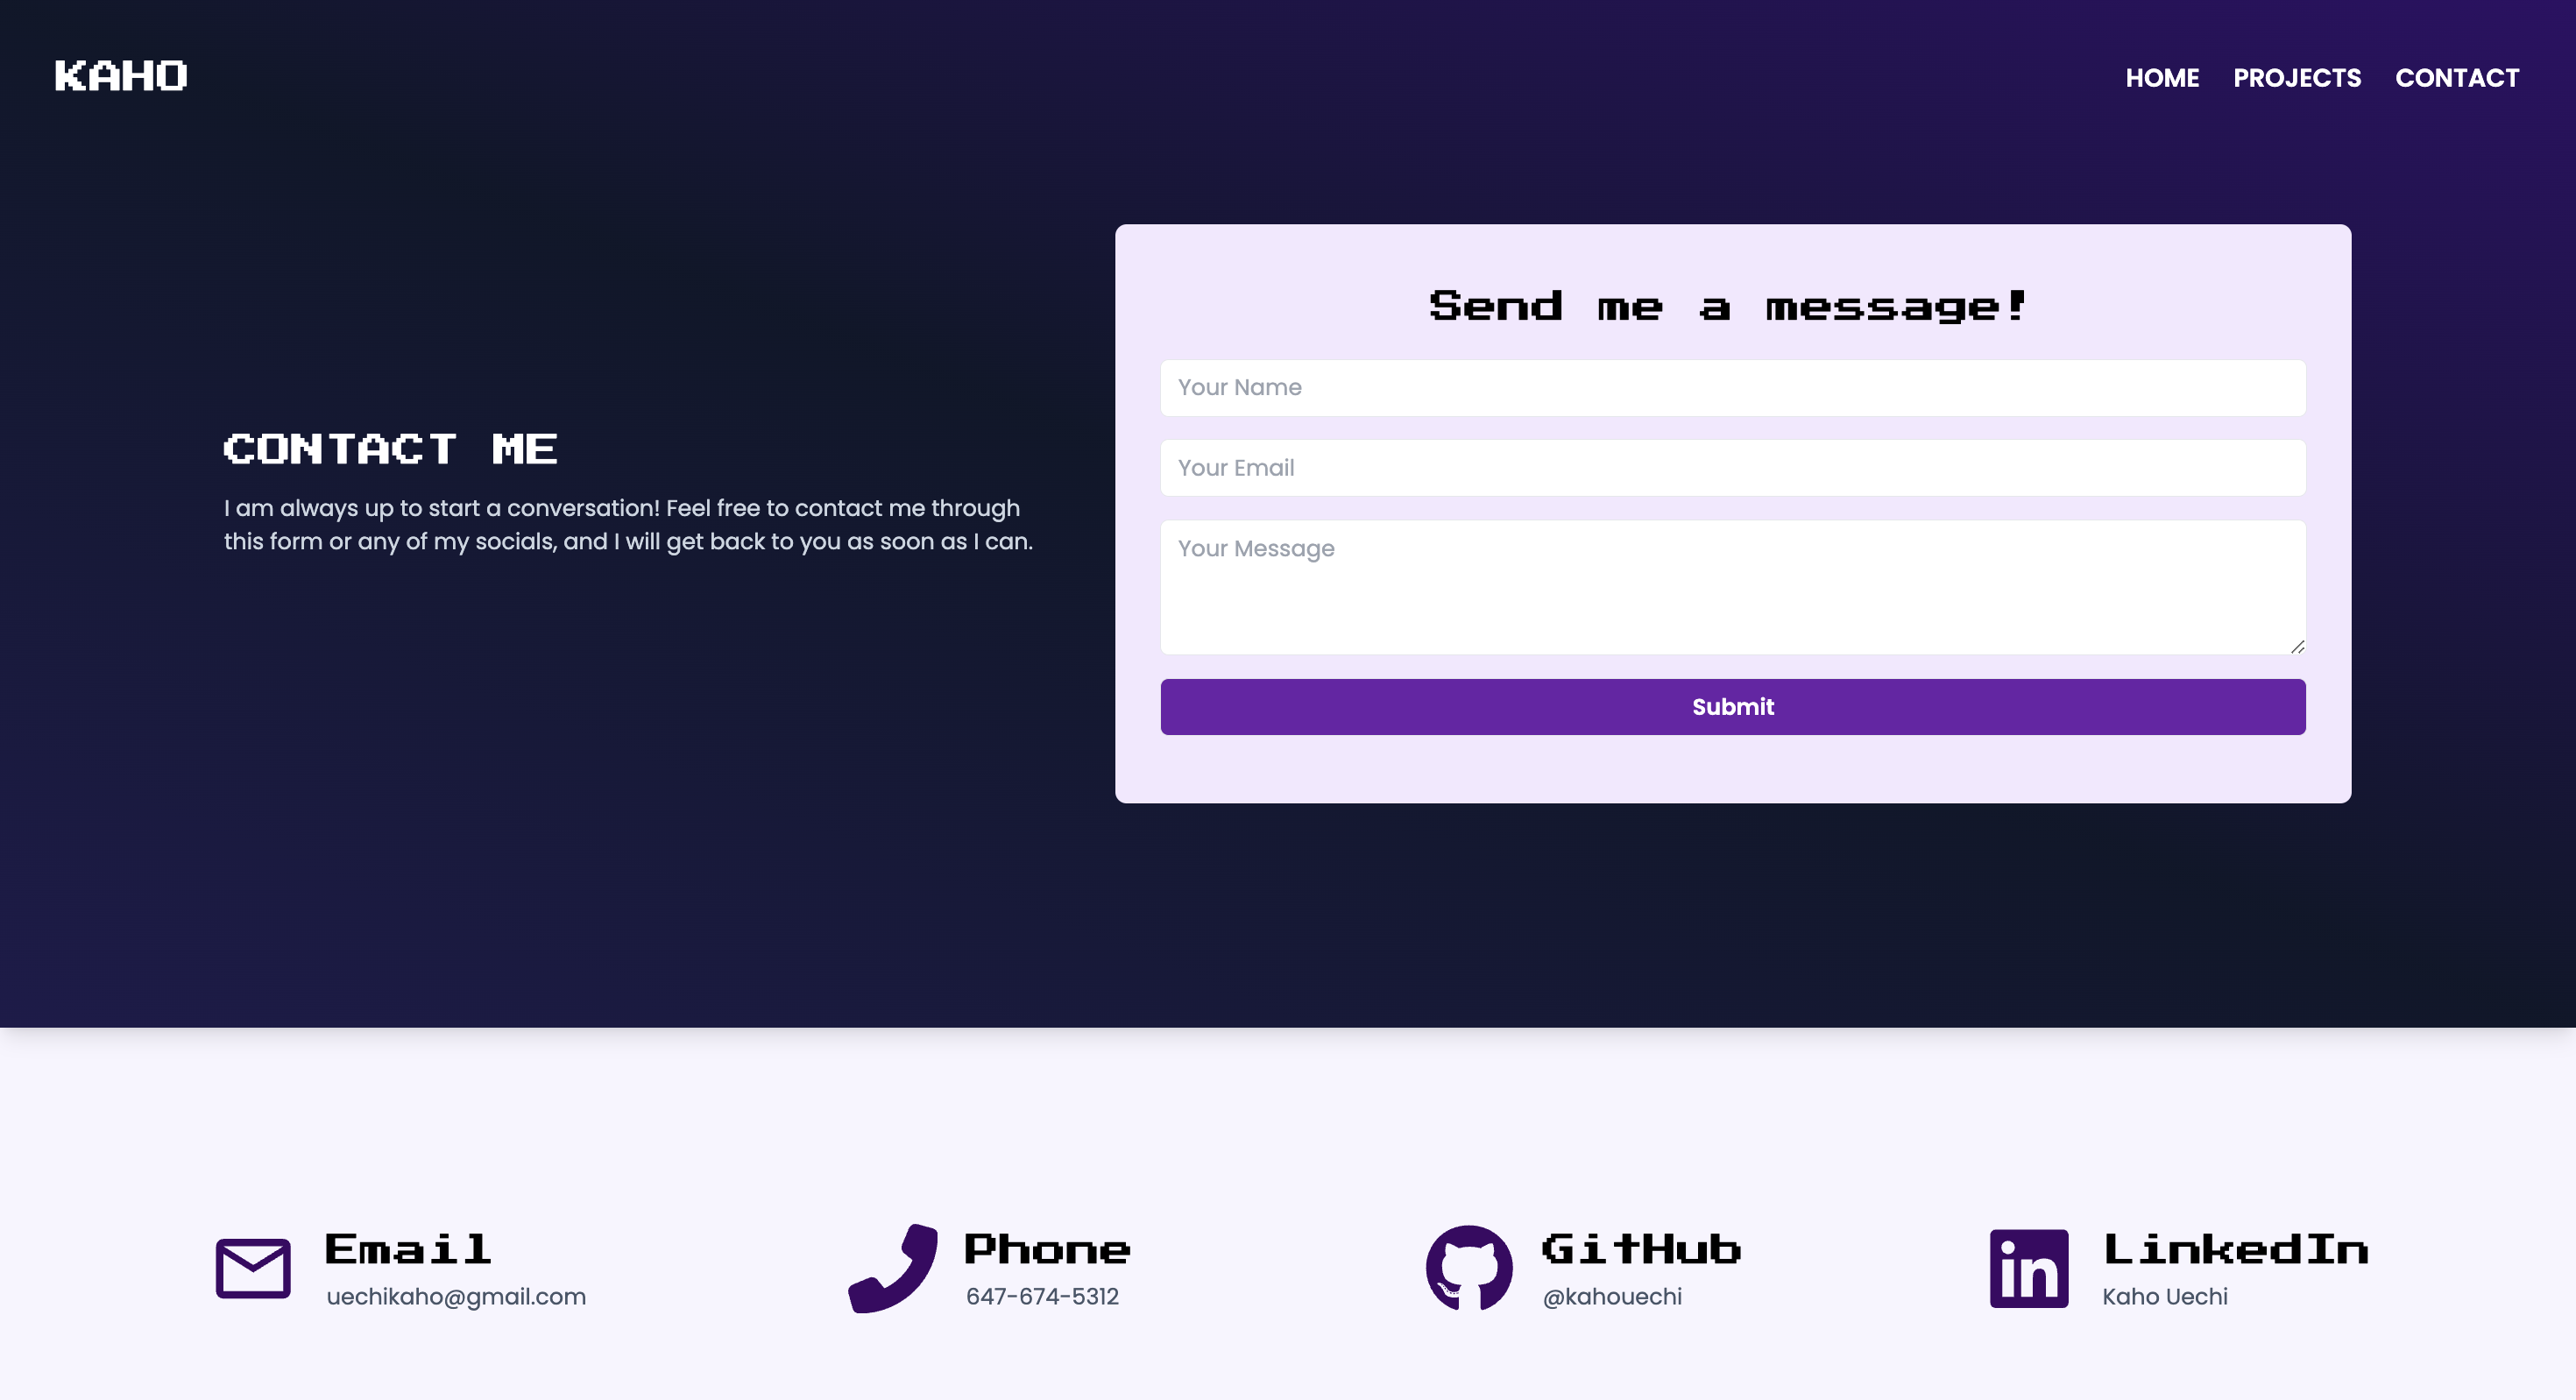 KAHO
HOME PROJECTS CONTACT
CONTACT ME
I am always up to start a conversation! Feel free to contact me through
this form or any of my socials, and I will get back to you as soon as I can.
Send me a message!
Your Name
Your Email
Your Message
Submit
Email
uechikaho@gmail.com
Phone
647-674-5312
GitHub
@kahouechi
LinkedIn
Kaho Uechi